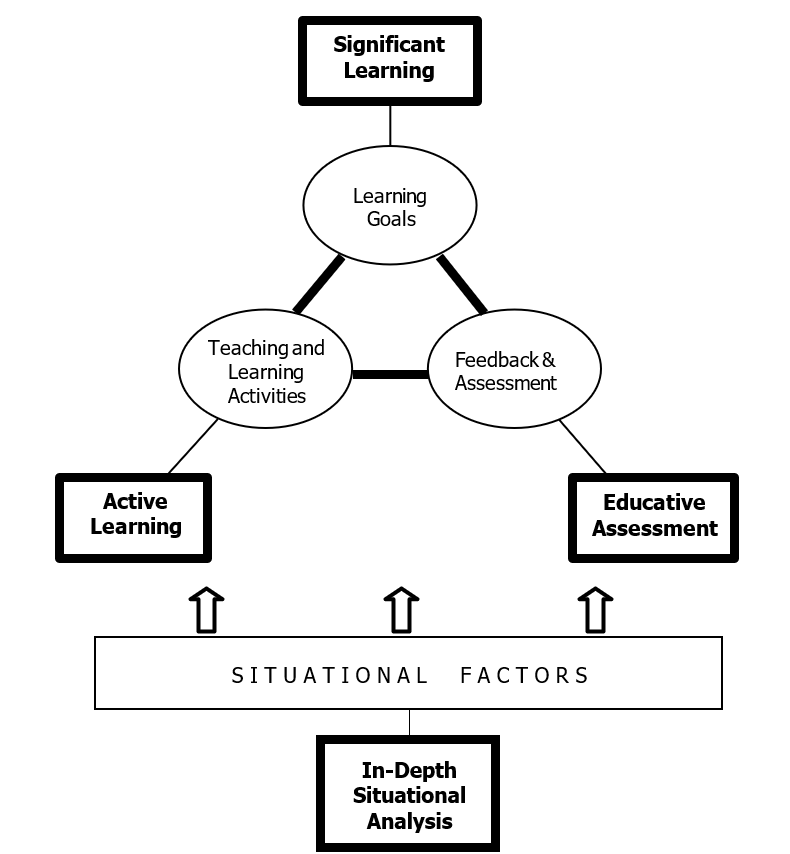 Significant
Learning
Learning
Goals
Teaching and
Learning
Activities
Feedback &
Assessment
Active
Learning
Educative
Assessment
SITUATIONAL FACTORS
In-Depth
Situational
Analysis